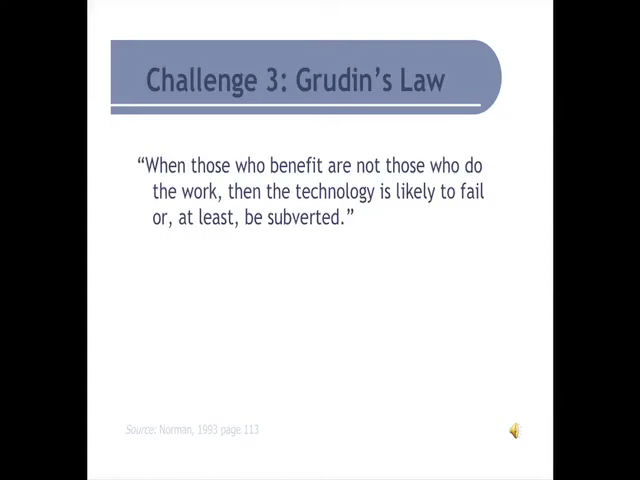 Challenge 3: Grudin’s Law
“When those who benefit are not those who do
the work, then the technology is likely to fail
or, at least, be subverted.”
Source: Norman, 1993 page 113